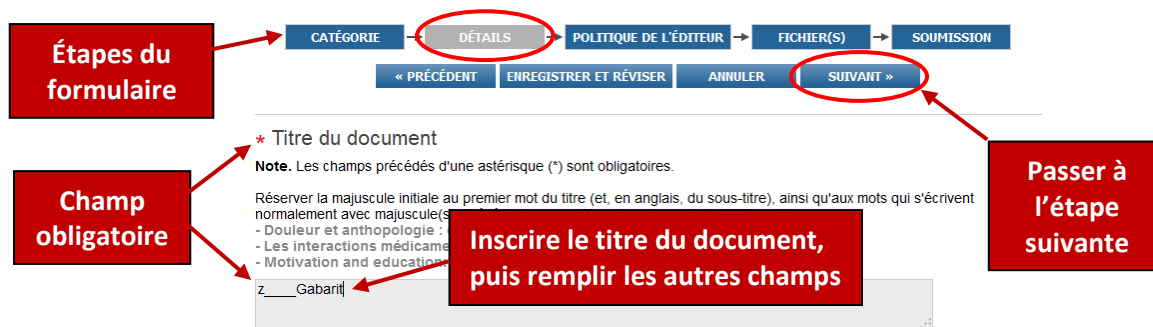 Étapes du
formulaire
CATÉGORIE DÉTAILS POLITIQUE DE L'ÉDITEUR FICHIER(S) SOUMISSION
« PRÉCÉDENT ENREGISTRER ET RÉVISER ANNULER SUIVANT »
* Titre du document
Note. Les champs précédés d'une astérisque (*) sont obligatoires.
Réserver la majuscule initiale au premier mot du titre (et, en anglais, du sous-titre), ainsi qu'aux mots qui s'écrivent
normalement avec majuscule(s
- Douleur et anthopologie :
- Les interactions médicame
- Motivation and education
z____Gabarit
Champ
obligatoire
Inscrire le titre du document,
puis remplir les autres champs
Passer à
l'étape
suivante